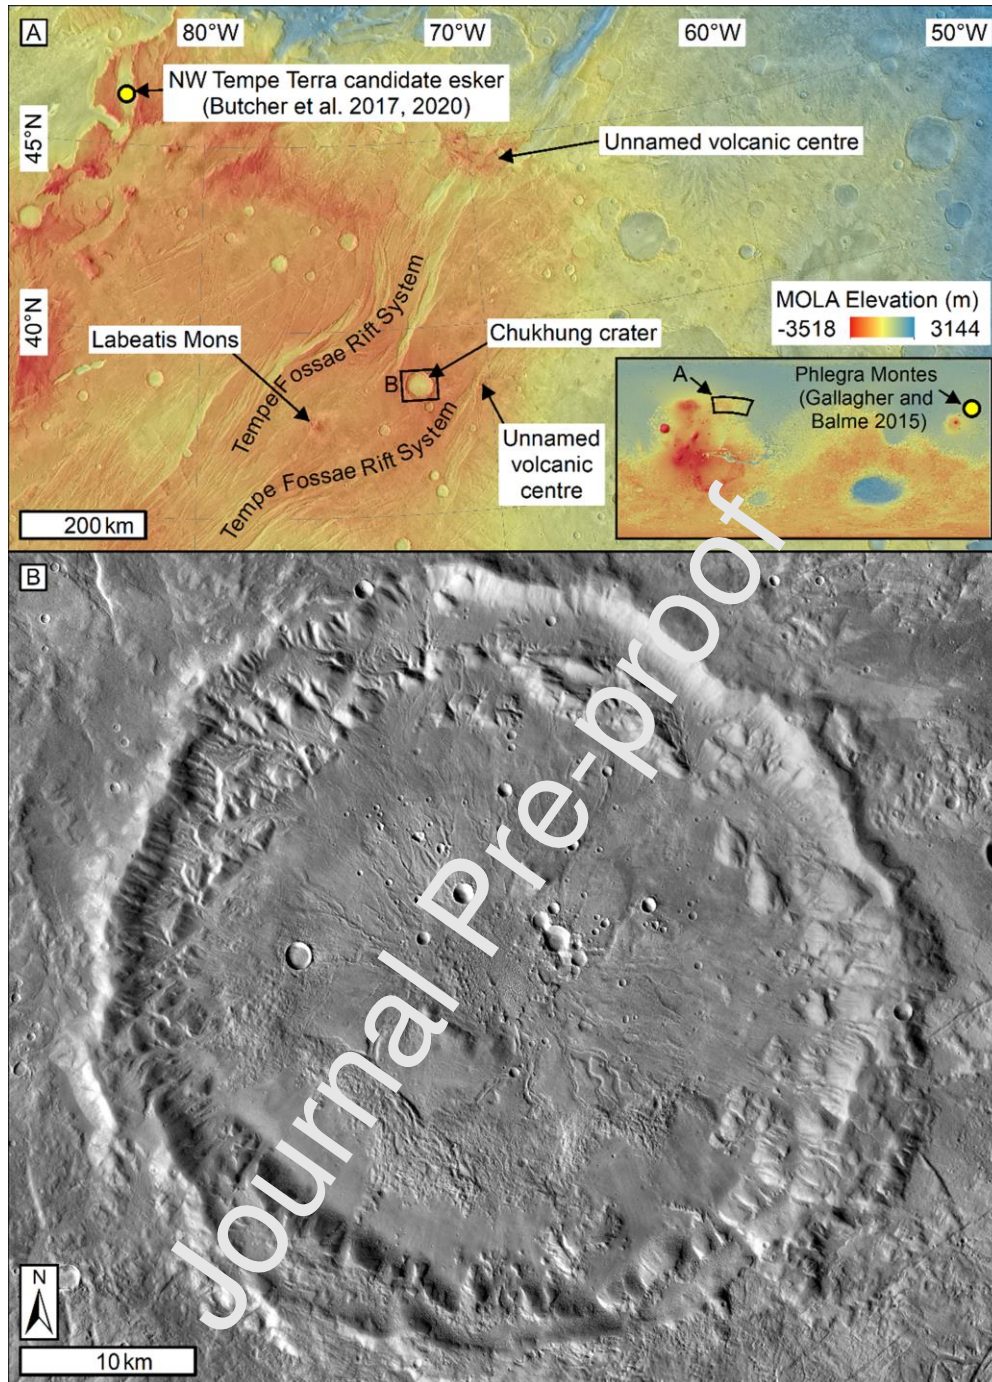 A
80°W
70°W
60°W
50°W
NW Tempe Terra candidate esker
(Butcher et al. 2017, 2020)
45°N
Unnamed volcanic centre
40°N
MOLA Elevation (m)
-3518
3144
Labeatis Mons
Tempe Fossae Rift System
Chukhung crater
B
A
Phlegra Montes
(Gallagher and
Balme 2015)
Tempe Fossae Rift System
Unnamed
volcanic
centre
200 km
B
Journal Pre-proof
N
10 km